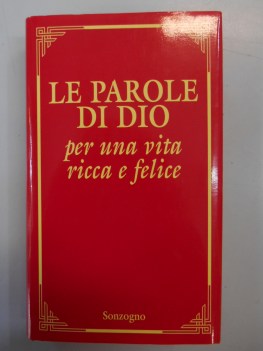 LE PAROLE
DI DIO
per una vita
ricca e felice
Sonzogno